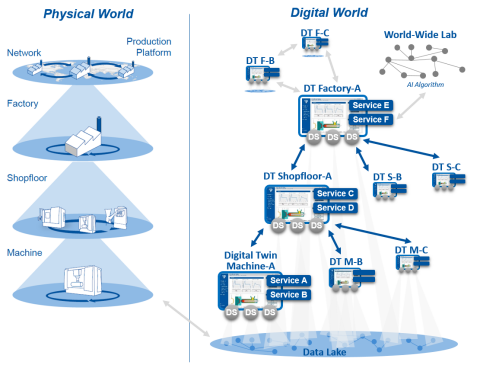 Physical World
Digital World
Network
Production
Platform
Factory
Shopfloor
Machine
DT F-C
DT F-B
World-Wide Lab
AI Algorithm
DT Factory-A
Service E
Service F
DS DS DS
DT Shopfloor-A
Service C
Service D
DS DS DS
DT S-B
DT S-C
Digital Twin
Machine-A
Service A
Service B
DS DS DS
DT M-B
DT M-C
Data Lake